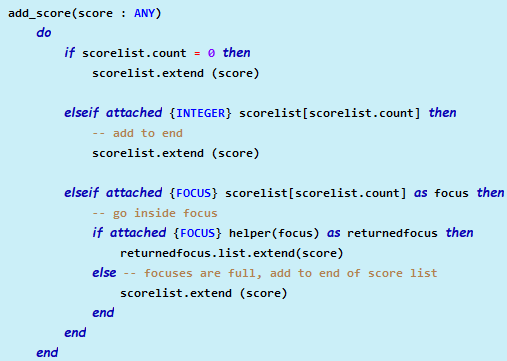 add_score(score : ANY)
do
if scorelist.count = 0 then
scorelist.extend (score)
elseif attached {INTEGER} scorelist[scorelist.count] then
-- add to end
scorelist.extend (score)
elseif attached {FOCUS} scorelist[scorelist.count] as focus then
-- go inside focus
if attached {FOCUS} helper(focus) as returnedfocus then
returnedfocus.list.extend(score)
else -- focuses are full, add to end of score list
scorelist.extend (score)
end
end
end